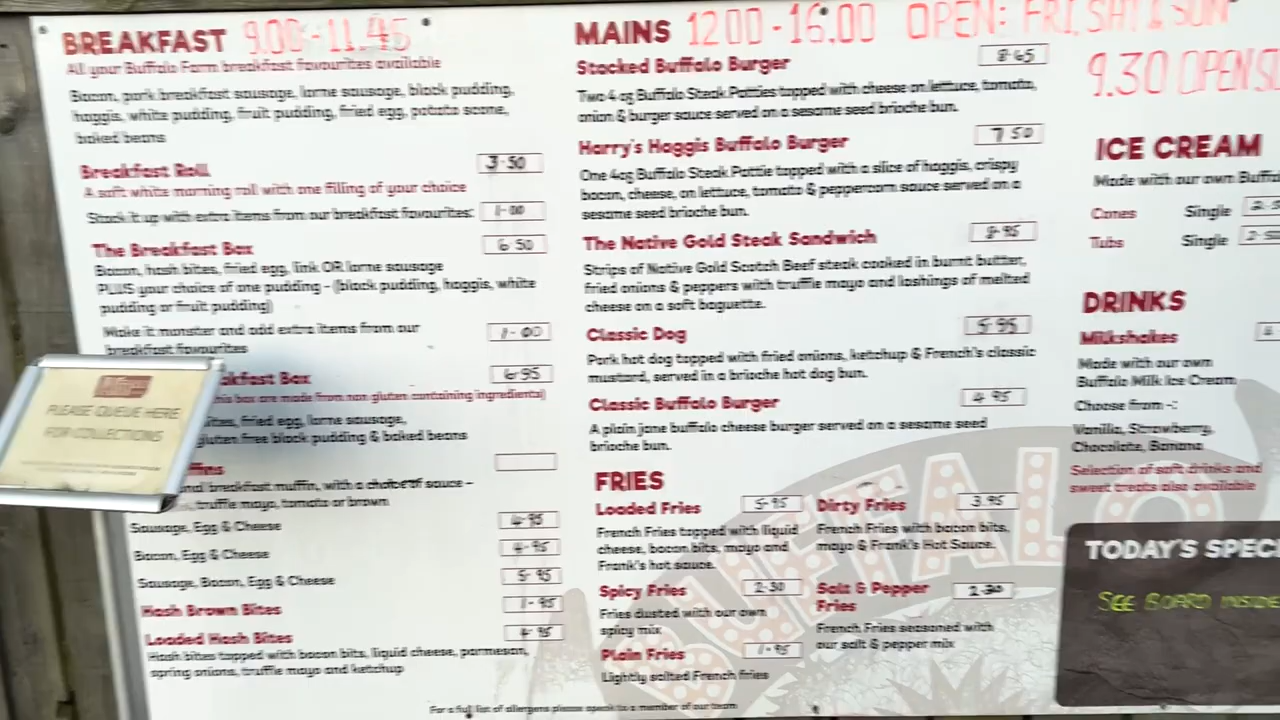 BREAKFAST 9.00-11.45
All your Buffalo Farm breakfast favourites available
Bacon, pork breakfast sausage, lorne sausage, black pudding,
haggis, white pudding, fruit pudding, fried egg, potato scone,
baked beans
Breakfast Roll 3.50
A soft white morning roll with one filling of your choice
Stack it up with extra items from our breakfast favourites: 1-00
The Breakfast Box 6 50
Bacon, hash bites, fried egg, link OR lorne sausage
PLUS your choice of one pudding - (black pudding, haggis, white
pudding or fruit pudding)
Make it monster and add extra items from our 1-00
breakfast favourites
kfast Box 6.95
this box are made from non gluten containing ingredients)
ites, fried egg, lorne sausage,
gluten free black pudding & baked beans
ffins
nal breakfast muffin, with a choice of sauce -
truffle mayo, tomato or brown
Sausage, Egg & Cheese 4-95
Bacon, Egg & Cheese 4-95
Sausage, Bacon, Egg & Cheese 5-95
Hash Brown Bites 1-95
Loaded Hash Bites 4-95
Hash bites topped with bacon bits, liquid cheese, parmesan,
spring onions, truffle mayo and ketchup
PLEASE QUEUE HERE
FOR COLLECTIONS
MAINS 12.00-16.00 OPEN: FRI, SAT & SUN
9.30 OPEN SU
Stacked Buffalo Burger 8.65
Two 4oz Buffalo Steak Patties topped with cheese on lettuce, tomato,
onion & burger sauce served on a sesame seed brioche bun.
Harry's Haggis Buffalo Burger 7 50
One 4oz Buffalo Steak Pattie topped with a slice of haggis, crispy
bacon, cheese, on lettuce, tomato & peppercorn sauce served on a
sesame seed brioche bun.
The Native Gold Steak Sandwich 8.95
Strips of Native Gold Scotch Beef steak cooked in burnt butter,
fried onions & peppers with truffle mayo and lashings of melted
cheese on a soft baguette.
Classic Dog 5.95
Pork hot dog topped with fried onions, ketchup & French's classic
mustard, served in a brioche hot dog bun.
Classic Buffalo Burger 4 95
A plain jane buffalo cheese burger served on a sesame seed
brioche bun.
FRIES
Loaded Fries 5-95
French Fries topped with liquid
cheese, bacon bits, mayo and
Frank's hot sauce.
Dirty Fries 3.95
French Fries with bacon bits,
mayo & Frank's Hot Sauce.
Spicy Fries 2-30
Fries dusted with our own
spicy mix
Salt & Pepper 2-30
Fries
French Fries seasoned with
our salt & pepper mix
Plain Fries 1-95
Lightly salted French fries
BUFFALO
For a full list of allergens please speak to a member of our team
ICE CREAM
Made with our own Buffal
Cones Single
Tubs Single
DRINKS
Milkshakes
Made with our own
Buffalo Milk Ice Cream
Choose from -:
Vanilla, Strawberry,
Chocolate, Banana
Selection of soft drinks and
sweet treats also available
TODAY'S SPECI
SEE BOARD INSIDE